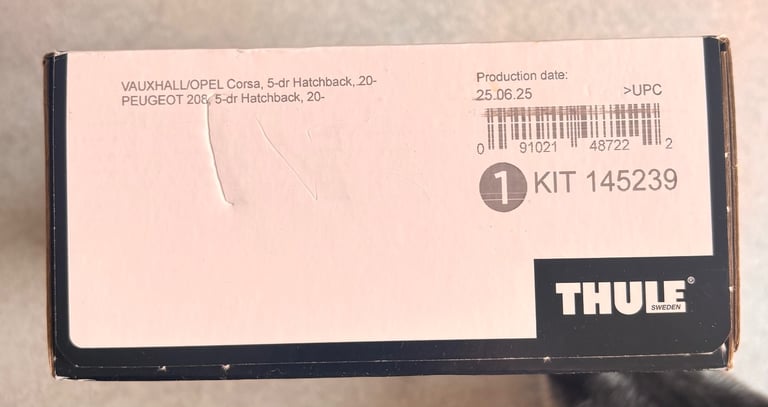 VAUXHALL/OPEL Corsa, 5-dr Hatchback, 20-
PEUGEOT 208, 5-dr Hatchback, 20-
Production date:
25.06.25 >UPC
0 91021 48722 2
1 KIT 145239
THULE®
SWEDEN